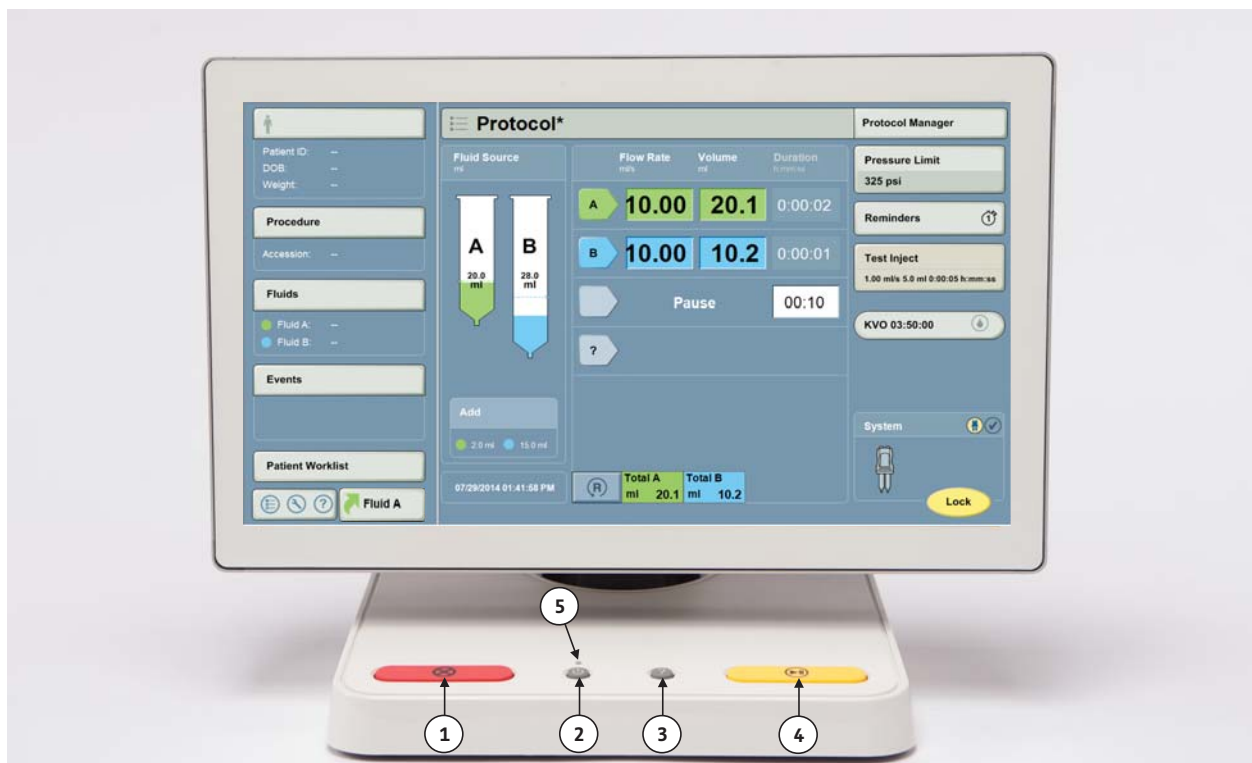 Patient ID: --
DOB: --
Weight: --
Procedure
Accession: --
Fluids
Fluid A: --
Fluid B: --
Events
Patient Worklist
?
Fluid A
Protocol*
Fluid Source
ml
A
20.0
ml
B
28.0
ml
Add
2.0 ml 15.0 ml
07/29/2014 01:41:58 PM
Flow Rate Volume Duration
ml/s ml h:mm:ss
A 10.00 20.1 0:00:02
B 10.00 10.2 0:00:01
Pause 00:10
?
R
Total A Total B
ml 20.1 ml 10.2
Protocol Manager
Pressure Limit
325 psi
Reminders 1
Test Inject
1.00 ml/s 5.0 ml 0:00:05 h:mm:ss
KVO 03:50:00
System
Lock
5
1 2 3 4